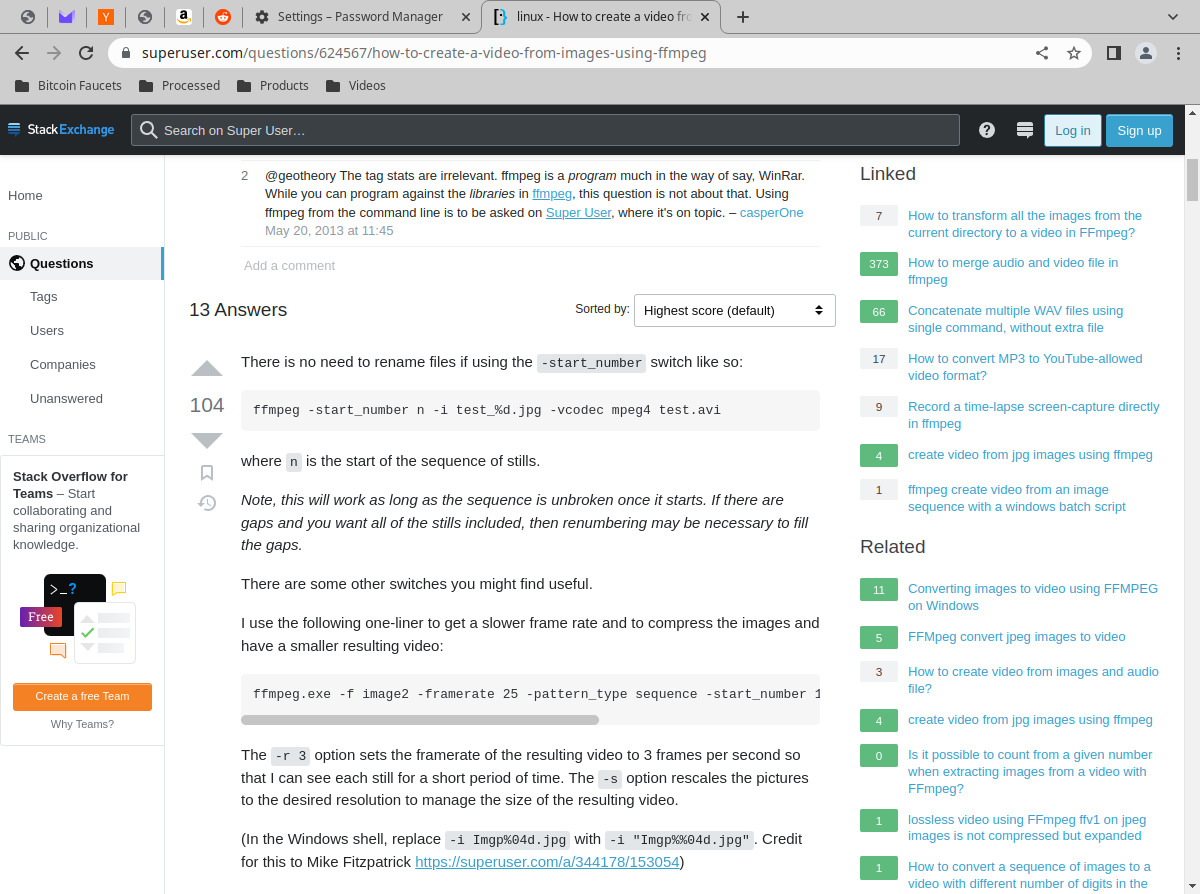 Y
a
Settings – Password Manager
linux - How to create a video fro
superuser.com/questions/624567/how-to-create-a-video-from-images-using-ffmpeg
Bitcoin Faucets
Processed
Products
Videos
StackExchange
Search on Super User…
?
Log in
Sign up
Home
PUBLIC
Questions
Tags
Users
Companies
Unanswered
TEAMS
Stack Overflow for
Teams – Start
collaborating and
sharing organizational
knowledge.
>_?
Free
Create a free Team
Why Teams?
2
@geotheory The tag stats are irrelevant. ffmpeg is a program much in the way of say, WinRar.
While you can program against the libraries in ffmpeg, this question is not about that. Using
ffmpeg from the command line is to be asked on Super User, where it's on topic. – casperOne
May 20, 2013 at 11:45
Add a comment
13 Answers
Sorted by:
Highest score (default)
104
There is no need to rename files if using the -start_number switch like so:
ffmpeg -start_number n -i test_%d.jpg -vcodec mpeg4 test.avi
where n is the start of the sequence of stills.
Note, this will work as long as the sequence is unbroken once it starts. If there are
gaps and you want all of the stills included, then renumbering may be necessary to fill
the gaps.
There are some other switches you might find useful.
I use the following one-liner to get a slower frame rate and to compress the images and
have a smaller resulting video:
ffmpeg.exe -f image2 -framerate 25 -pattern_type sequence -start_number 1
The -r 3 option sets the framerate of the resulting video to 3 frames per second so
that I can see each still for a short period of time. The -s option rescales the pictures
to the desired resolution to manage the size of the resulting video.
(In the Windows shell, replace -i Imgp%04d.jpg with -i "Imgp%%04d.jpg". Credit
for this to Mike Fitzpatrick https://superuser.com/a/344178/153054)
Linked
7
How to transform all the images from the
current directory to a video in FFmpeg?
373
How to merge audio and video file in
ffmpeg
66
Concatenate multiple WAV files using
single command, without extra file
17
How to convert MP3 to YouTube-allowed
video format?
9
Record a time-lapse screen-capture directly
in ffmpeg
4
create video from jpg images using ffmpeg
1
ffmpeg create video from an image
sequence with a windows batch script
Related
11
Converting images to video using FFMPEG
on Windows
5
FFMpeg convert jpeg images to video
3
How to create video from images and audio
file?
4
create video from jpg images using ffmpeg
0
Is it possible to count from a given number
when extracting images from a video with
FFmpeg?
1
lossless video using FFmpeg ffv1 on jpeg
images is not compressed but expanded
1
How to convert a sequence of images to a
video with different number of digits in the